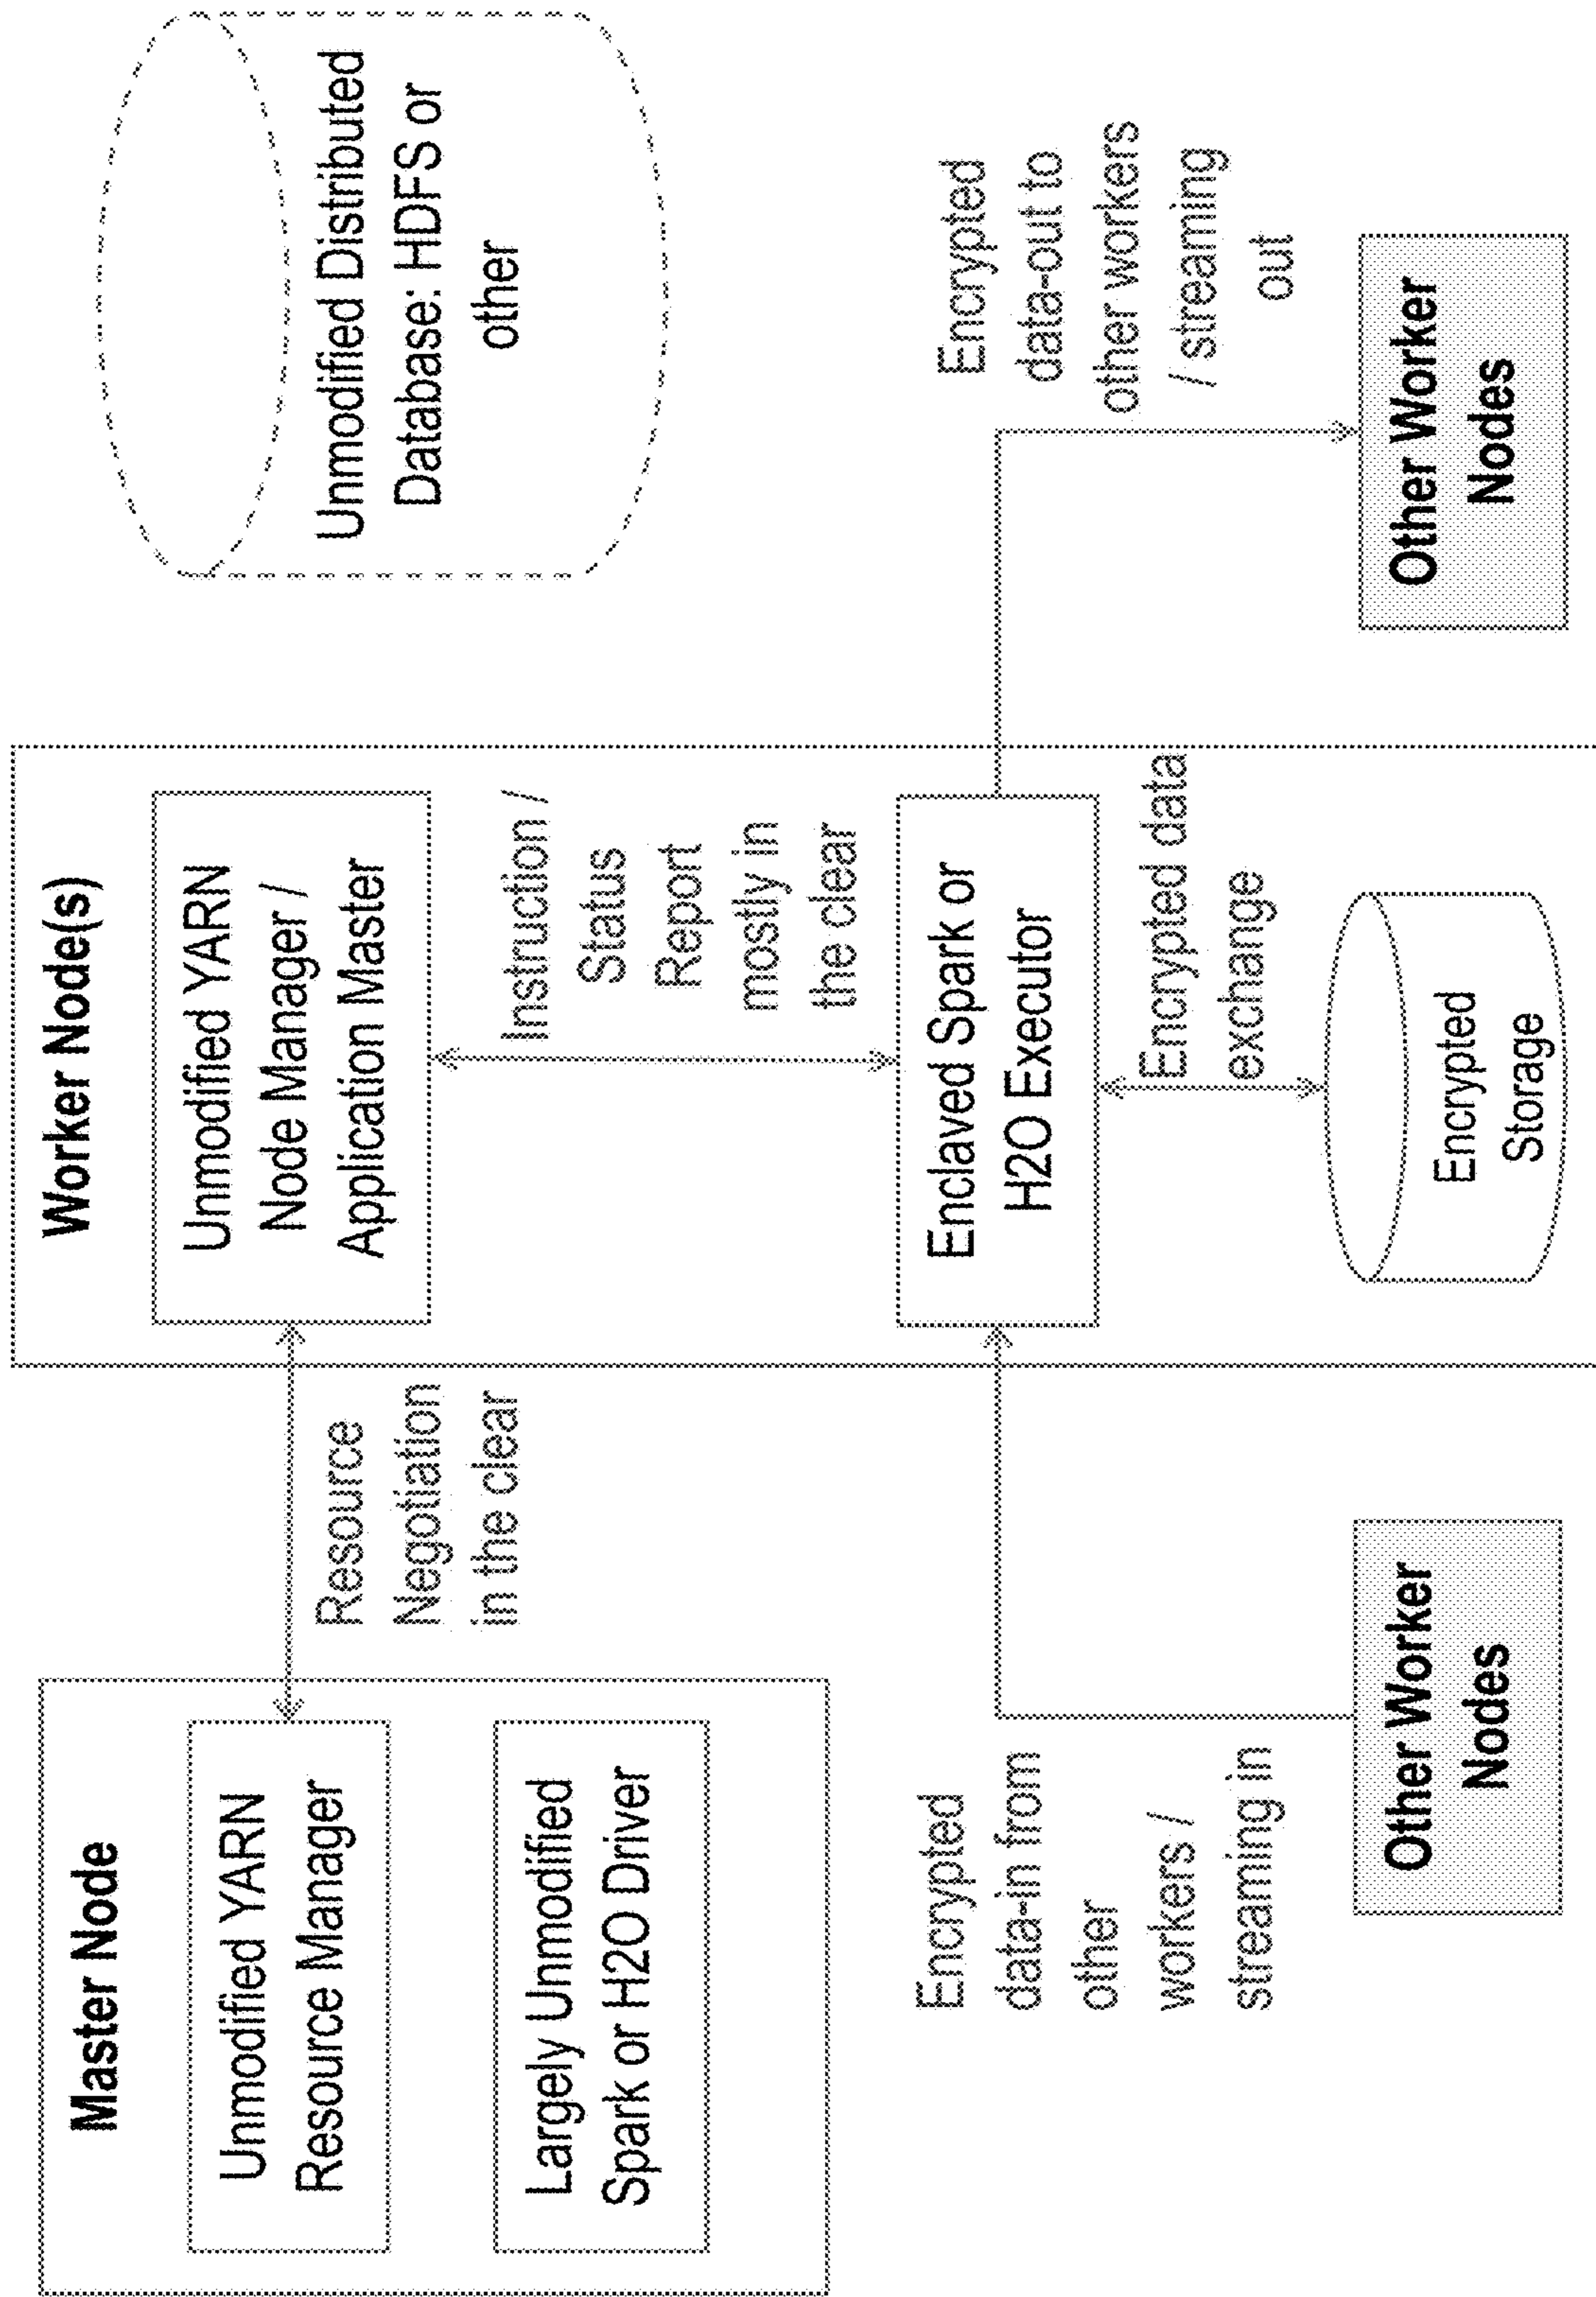 Master Node
Unmodified YARN
Resource Manager
Largely Unmodified
Spark or H2O Driver
Resource
Negotiation
in the clear
Worker Node(s)
Unmodified YARN
Node Manager /
Application Master
Instruction /
Status
Report
mostly in
the clear
Enclaved Spark or
H2O Executor
Encrypted data
exchange
Encrypted
Storage
Unmodified Distributed
Database: HDFS or
other
Encrypted
data-in from
other
workers /
streaming in
Other Worker
Nodes
Encrypted
data-out to
other workers
/ streaming
out
Other Worker
Nodes